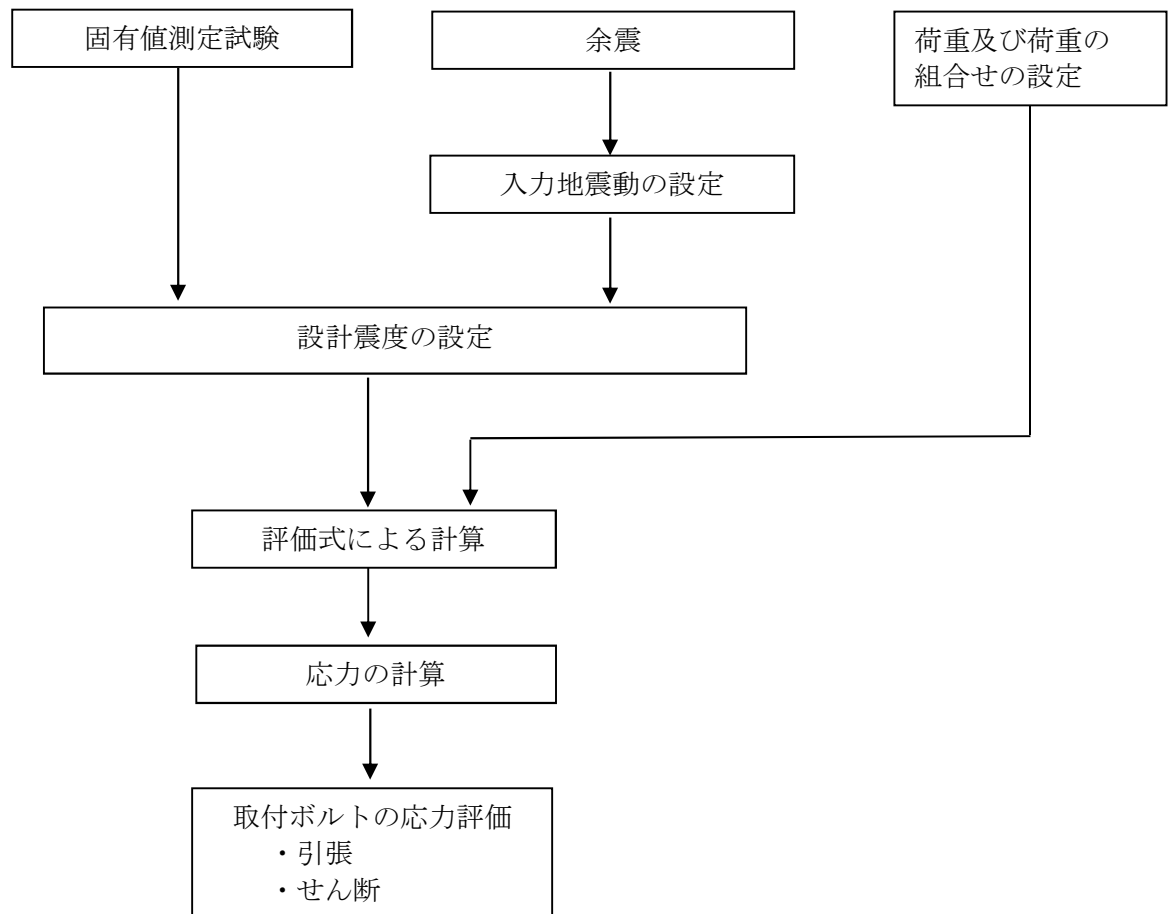 固有値測定試験
余震
荷重及び荷重の
組合せの設定
入力地震動の設定
設計震度の設定
評価式による計算
応力の計算
取付ボルトの応力評価
・引張
・せん断